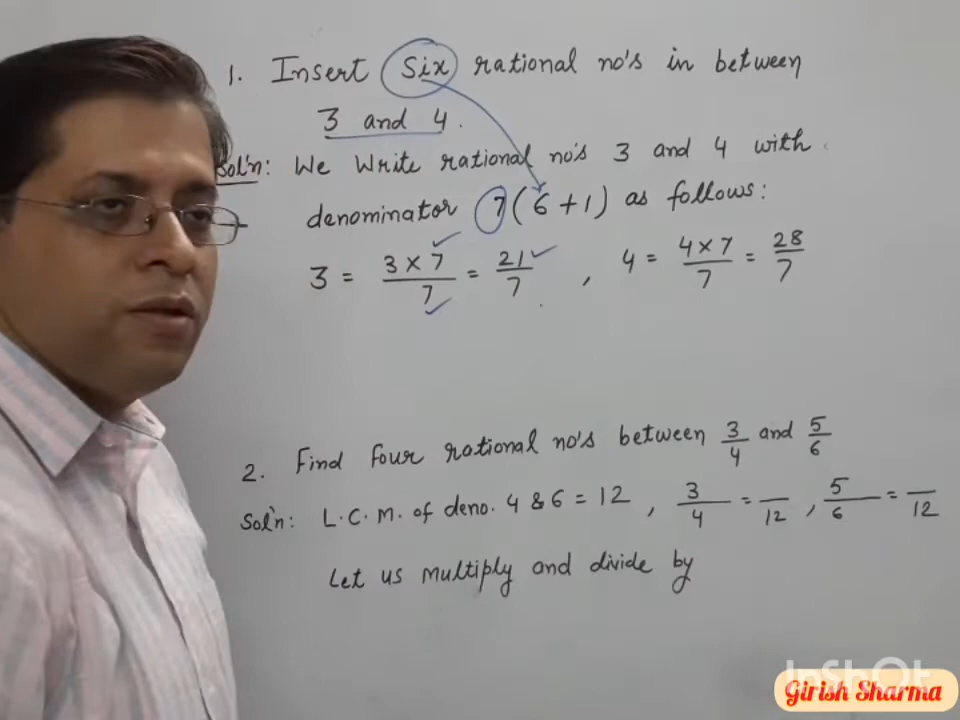 1. Insert Six rational no's in between
3 and 4.
Sol'n: We Write rational no's 3 and 4 with
denominator 7 (6+1) as follows:
3 = 3×7/7 = 21/7 , 4 = 4×7/7 = 28/7
2. Find four rational no's between 3/4 and 5/6
Sol'n: L.C.M. of deno. 4 & 6 = 12 , 3/4 = /12 , 5/6 = /12
Let us multiply and divide by
InShOt
Girish Sharma